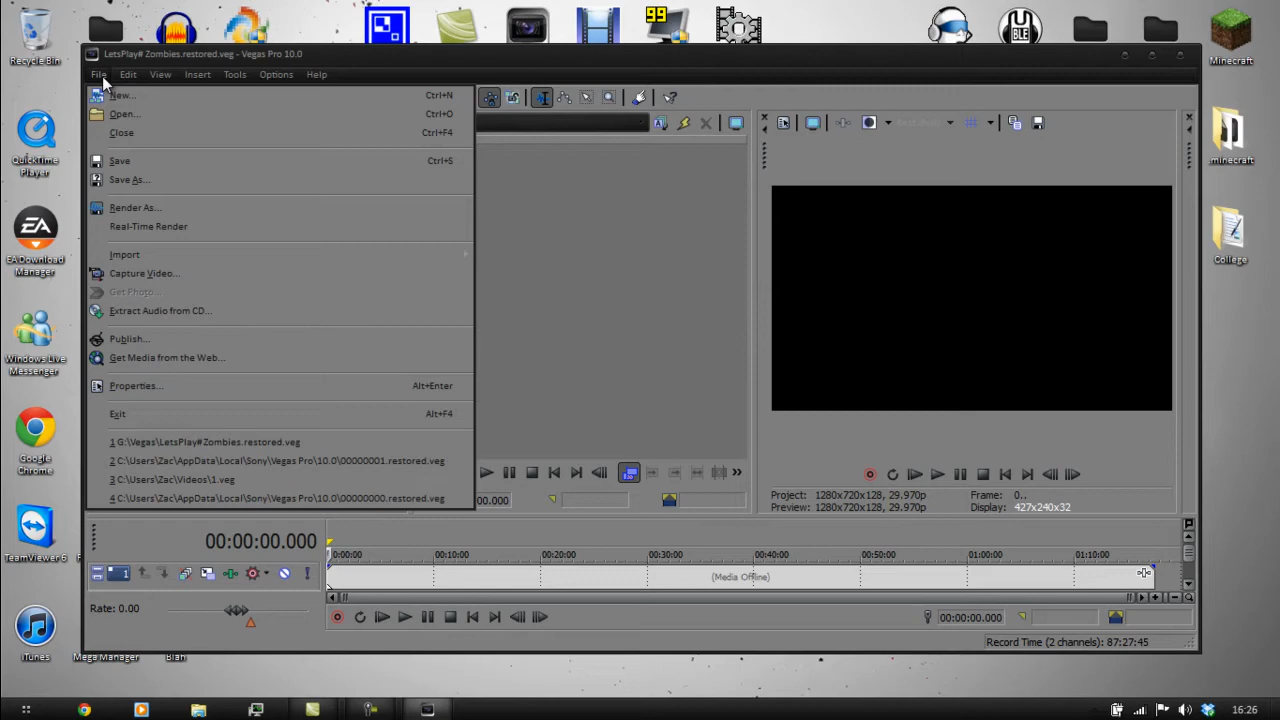 99
UBLE
Recycle Bin
QuickTime Player
EA Download Manager
Windows Live Messenger
Google Chrome
TeamViewer 6
iTunes
Mega Manager
Blah
Minecraft
.minecraft
College
LetsPlay# Zombies.restored.veg - Vegas Pro 10.0
File Edit View Insert Tools Options Help
New... Ctrl+N
Open... Ctrl+O
Close Ctrl+F4
Save Ctrl+S
Save As...
Render As...
Real-Time Render
Import
Capture Video...
Get Photo...
Extract Audio from CD...
Publish...
Get Media from the Web...
Properties... Alt+Enter
Exit Alt+F4
1 G:\Vegas\LetsPlay# Zombies.restored.veg
2 C:\Users\Zac\AppData\Local\Sony\Vegas Pro\10.0\00000001.restored.veg
3 C:\Users\Zac\Videos\1.veg
4 C:\Users\Zac\AppData\Local\Sony\Vegas Pro\10.0\00000000.restored.veg
00.000
Project: 1280x720x128, 29.970p
Preview: 1280x720x128, 29.970p
Frame: 0..
Display: 427x240x32
00:00:00.000
0:00:00 00:10:00 00:20:00 00:30:00 00:40:00 00:50:00 01:00:00 01:10:00
1
(Media Offline)
Rate: 0.00
00:00:00.000
Record Time (2 channels): 87:27:45
16:26